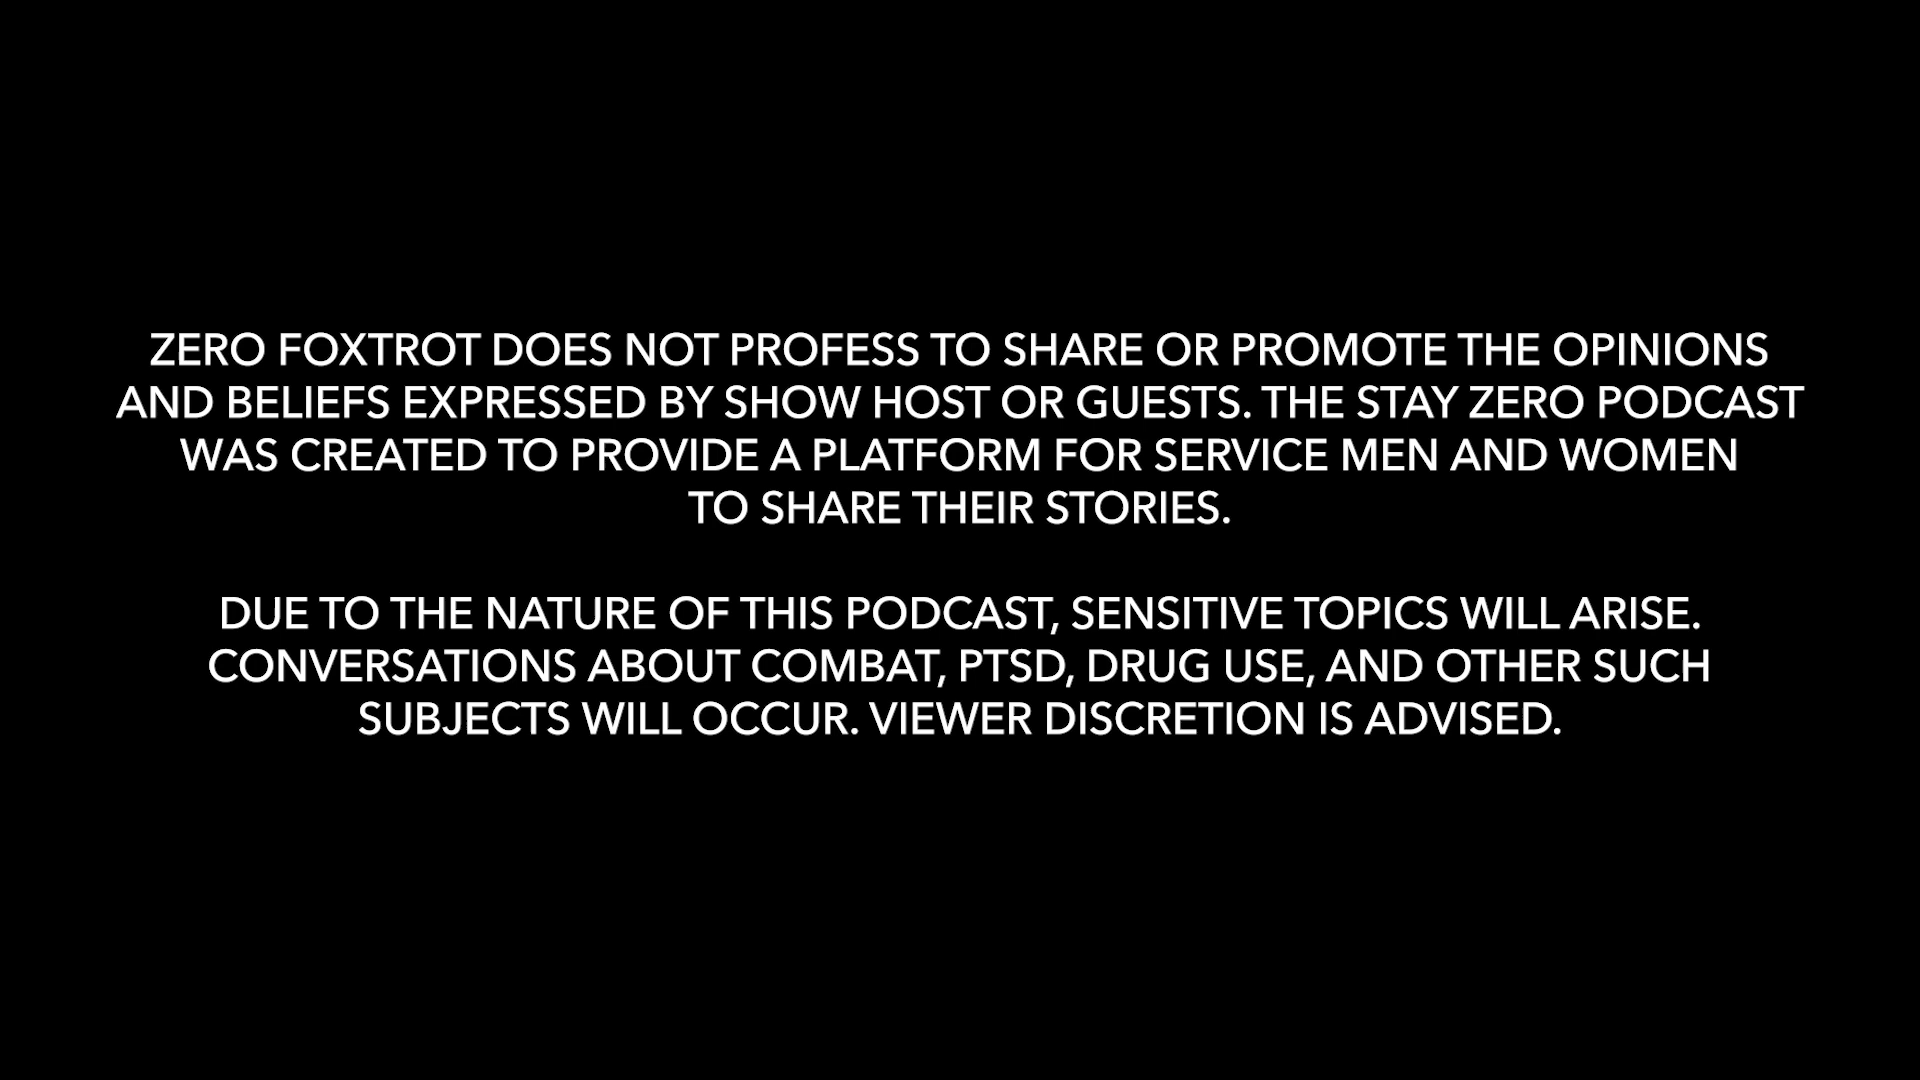 ZERO FOXTROT DOES NOT PROFESS TO SHARE OR PROMOTE THE OPINIONS
AND BELIEFS EXPRESSED BY SHOW HOST OR GUESTS. THE STAY ZERO PODCAST
WAS CREATED TO PROVIDE A PLATFORM FOR SERVICE MEN AND WOMEN
TO SHARE THEIR STORIES.
DUE TO THE NATURE OF THIS PODCAST, SENSITIVE TOPICS WILL ARISE.
CONVERSATIONS ABOUT COMBAT, PTSD, DRUG USE, AND OTHER SUCH
SUBJECTS WILL OCCUR. VIEWER DISCRETION IS ADVISED.